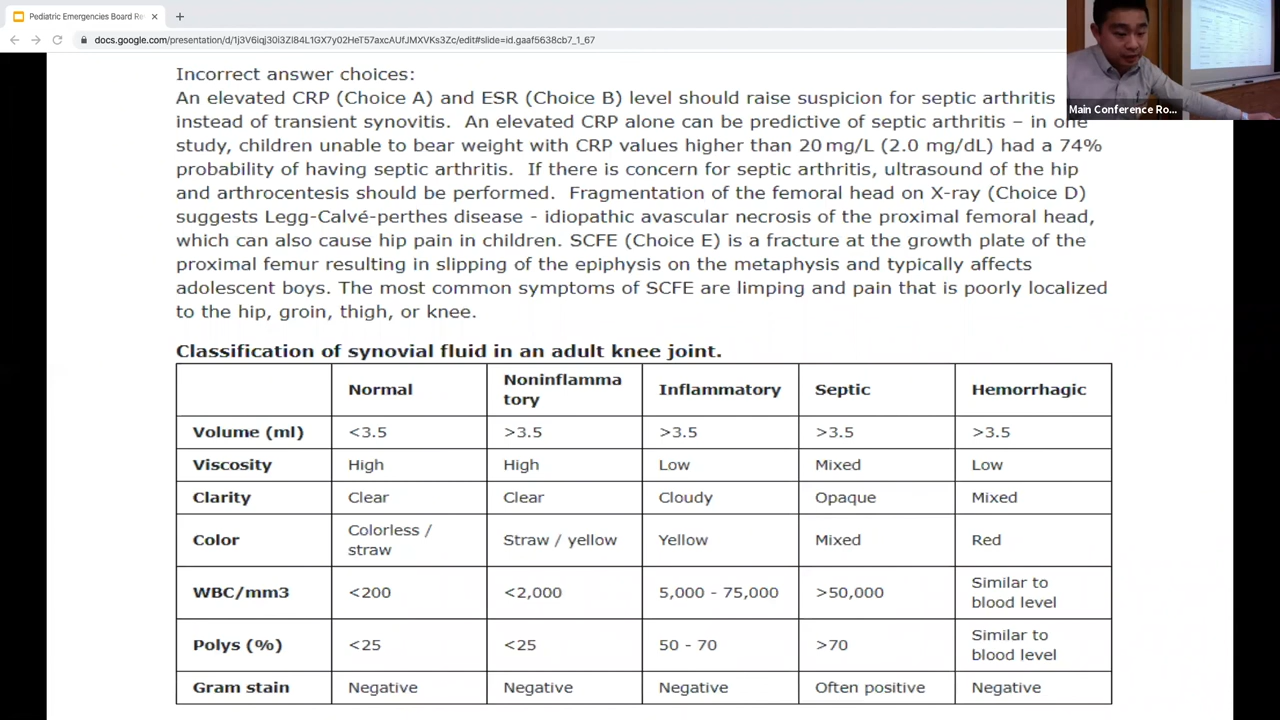 Pediatric Emergencies Board Re
docs.google.com/presentation/d/1j3V6iqj30l3Zl84L1GX7y02HeT57axcAUfJMXVKs3Zc/edit#slide=id.gaaf5638cb7_1_67
Main Conference Ro...
Incorrect answer choices:
An elevated CRP (Choice A) and ESR (Choice B) level should raise suspicion for septic arthritis
instead of transient synovitis. An elevated CRP alone can be predictive of septic arthritis – in one
study, children unable to bear weight with CRP values higher than 20 mg/L (2.0 mg/dL) had a 74%
probability of having septic arthritis. If there is concern for septic arthritis, ultrasound of the hip
and arthrocentesis should be performed. Fragmentation of the femoral head on X-ray (Choice D)
suggests Legg-Calvé-perthes disease - idiopathic avascular necrosis of the proximal femoral head,
which can also cause hip pain in children. SCFE (Choice E) is a fracture at the growth plate of the
proximal femur resulting in slipping of the epiphysis on the metaphysis and typically affects
adolescent boys. The most common symptoms of SCFE are limping and pain that is poorly localized
to the hip, groin, thigh, or knee.
Classification of synovial fluid in an adult knee joint.
Normal Noninflamma Inflammatory Septic Hemorrhagic
tory
Volume (ml) <3.5 >3.5 >3.5 >3.5 >3.5
Viscosity High High Low Mixed Low
Clarity Clear Clear Cloudy Opaque Mixed
Color Colorless / Straw / yellow Yellow Mixed Red
straw
WBC/mm3 <200 <2,000 5,000 - 75,000 >50,000 Similar to
blood level
Polys (%) <25 <25 50 - 70 >70 Similar to
blood level
Gram stain Negative Negative Negative Often positive Negative